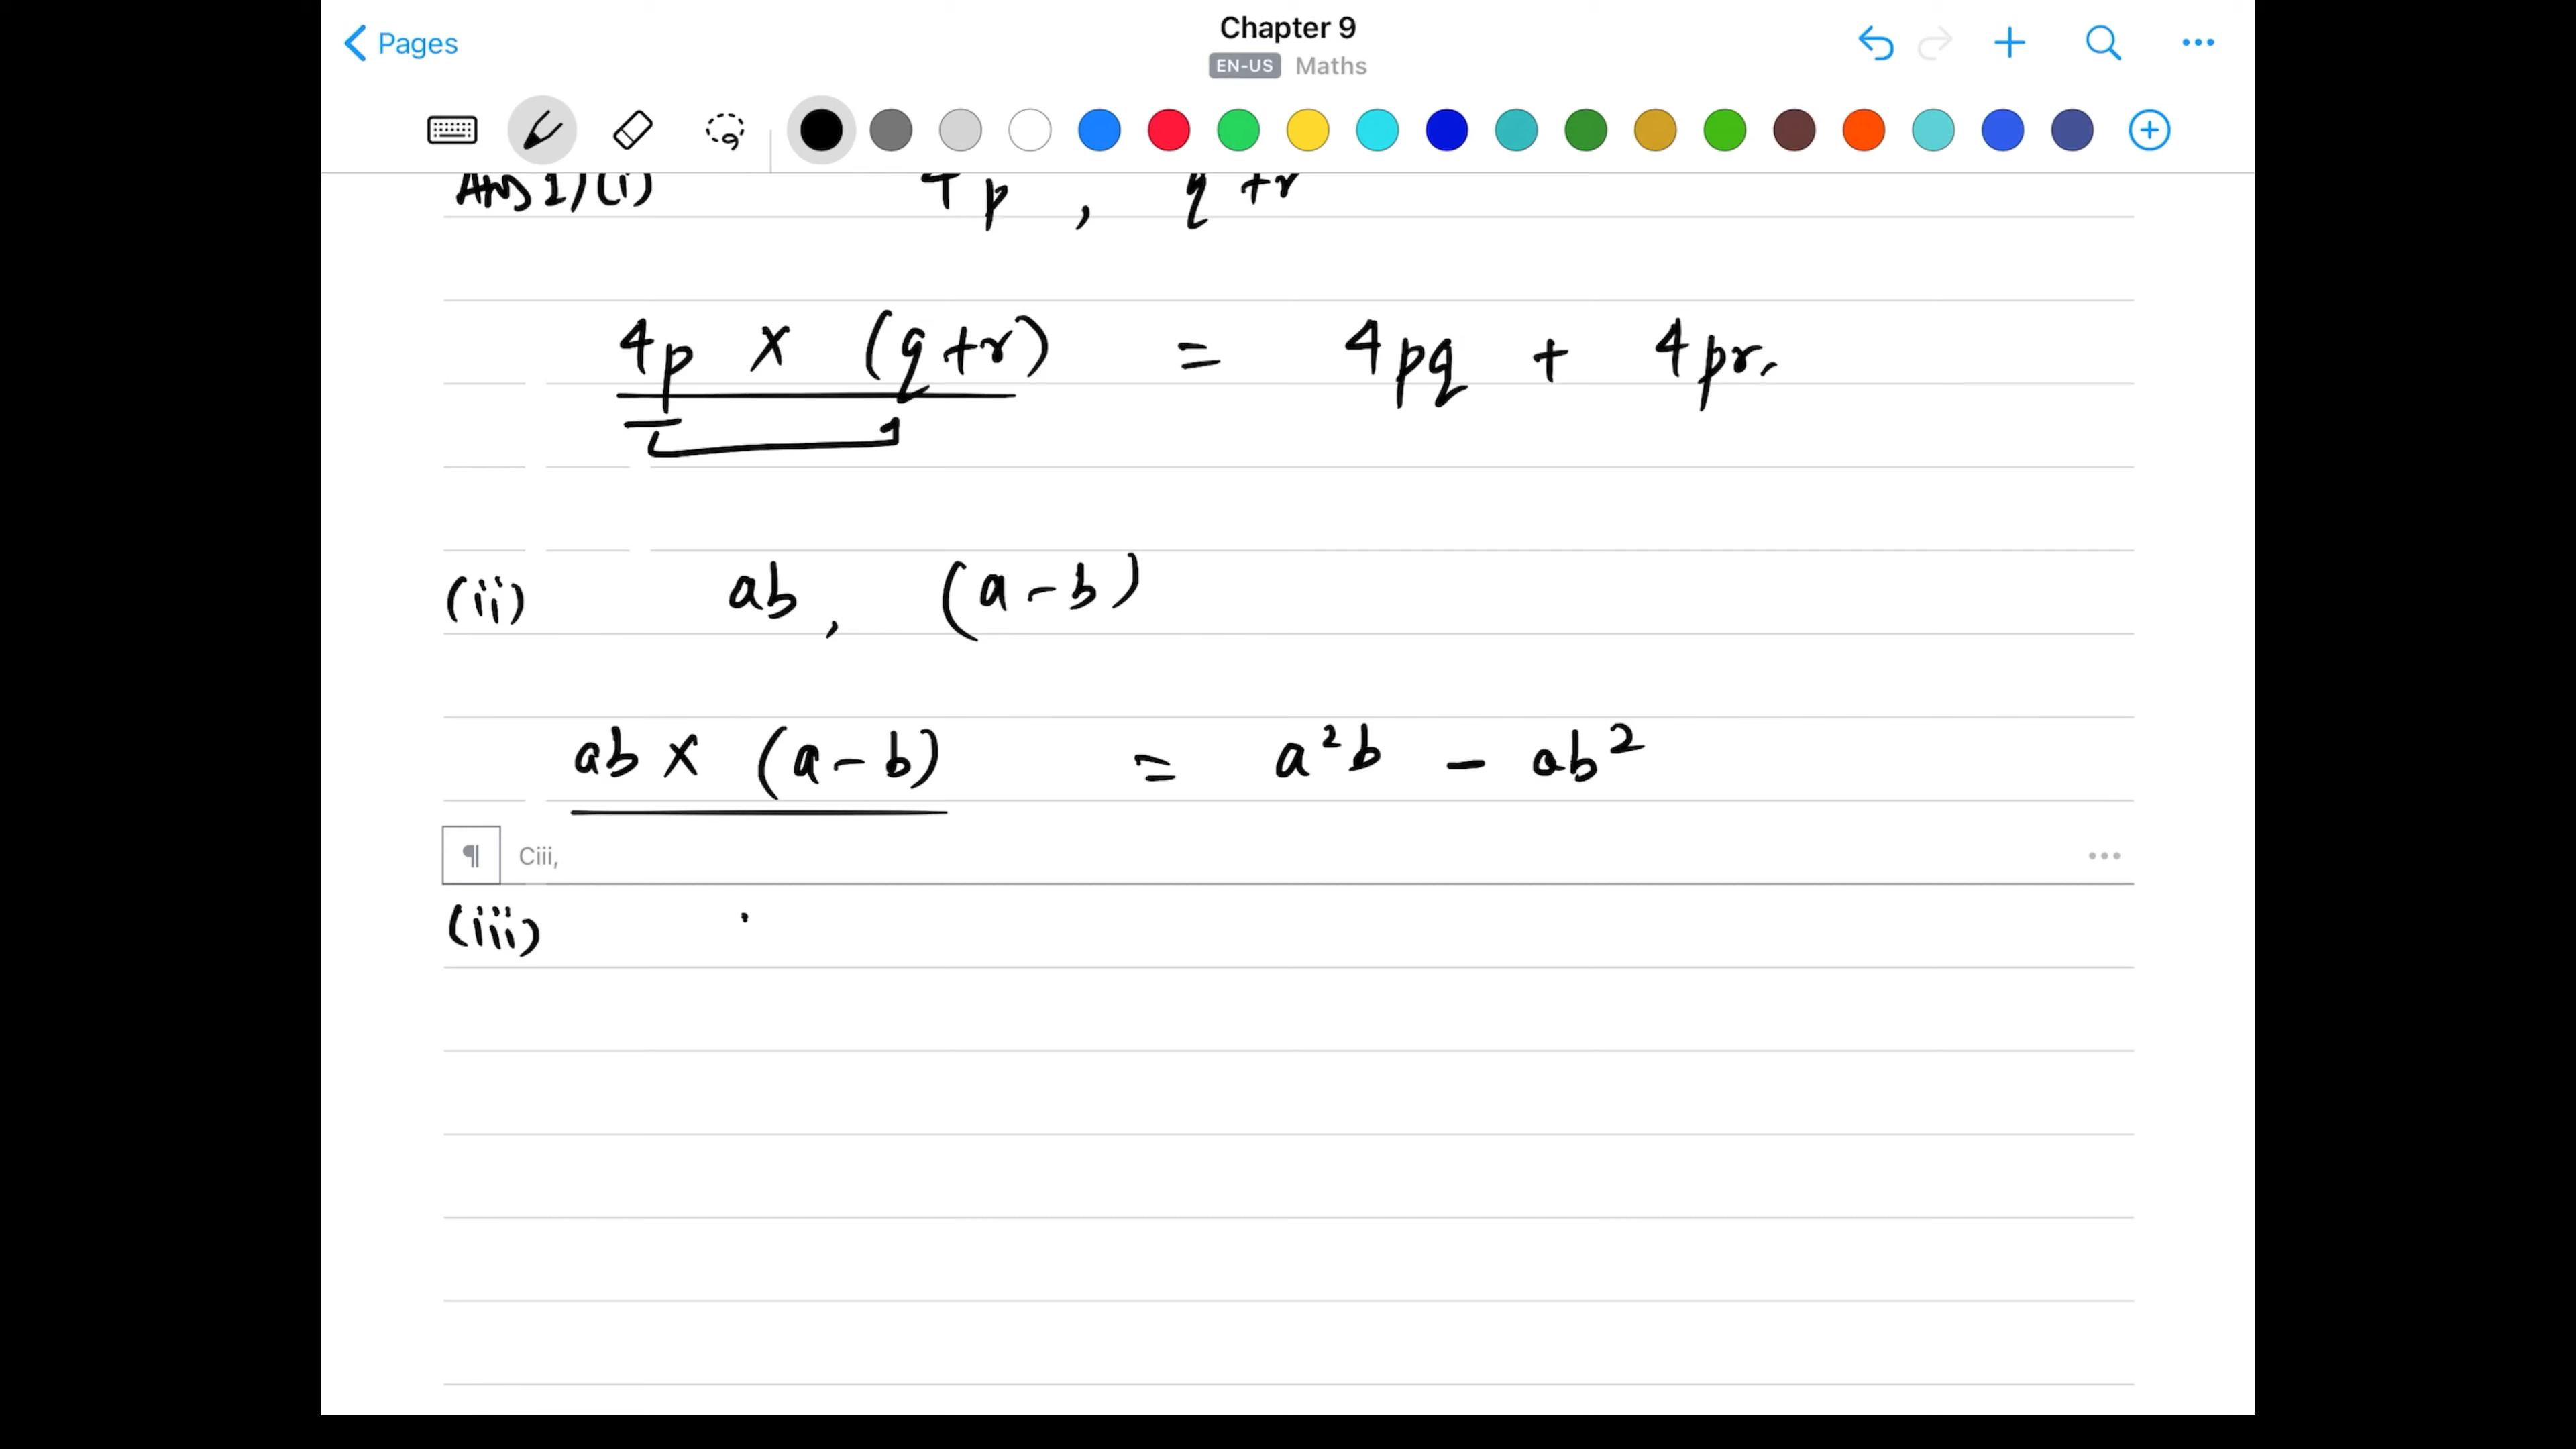 Pages
Chapter 9
EN-US Maths
Ans 1) (i) 4p , q+r
4p × (q+r) = 4pq + 4pr.
(ii) ab, (a-b)
ab × (a-b) = a²b - ab²
¶ Ciii,
(iii)